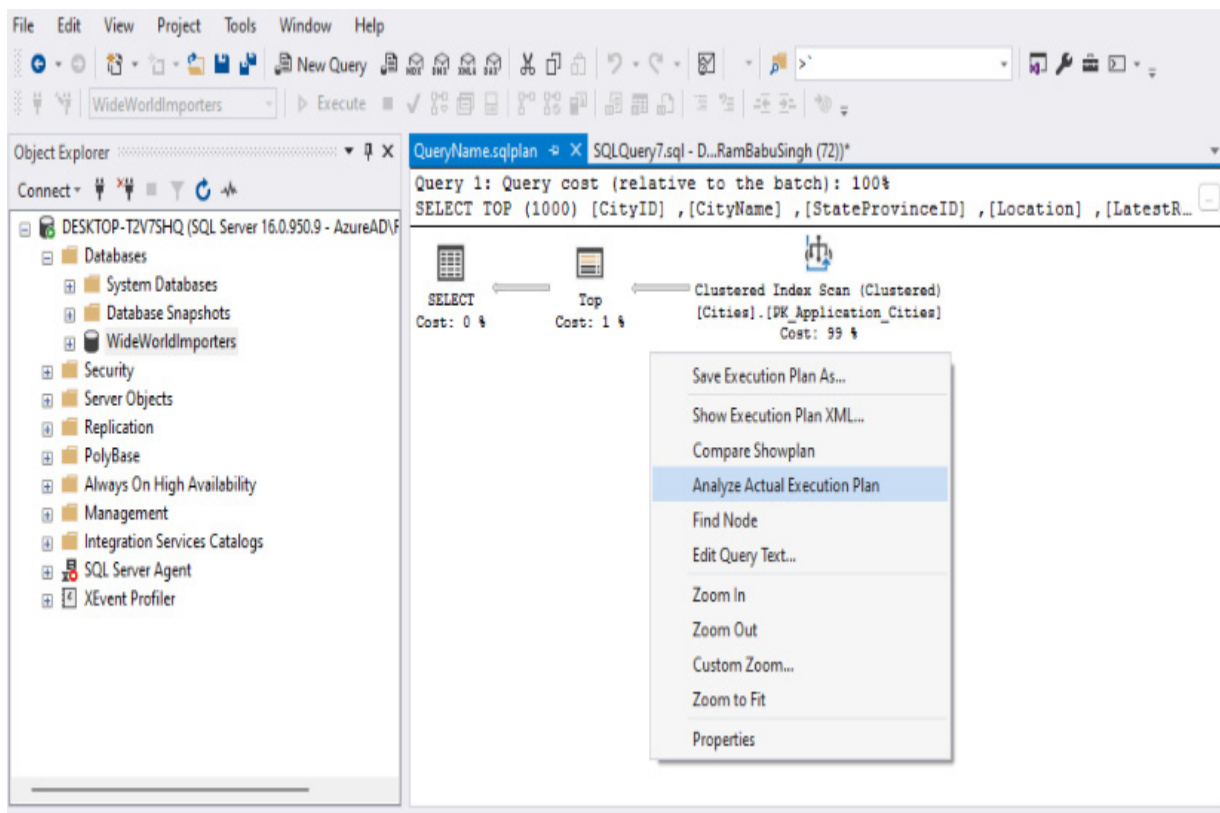 File Edit View Project Tools Window Help
New Query MDX DMX XMLA DAX
WideWorldImporters Execute
Object Explorer
QueryName.sqlplan SQLQuery7.sql - D...RamBabuSingh (72))*
Connect
Query 1: Query cost (relative to the batch): 100%
SELECT TOP (1000) [CityID] ,[CityName] ,[StateProvinceID] ,[Location] ,[LatestR...
DESKTOP-T2V7SHQ (SQL Server 16.0.950.9 - AzureAD\
Databases
System Databases
Database Snapshots
WideWorldImporters
Security
Server Objects
Replication
PolyBase
Always On High Availability
Management
Integration Services Catalogs
SQL Server Agent
XEvent Profiler
SELECT
Cost: 0 %
Top
Cost: 1 %
Clustered Index Scan (Clustered)
[Cities].[PK_Application_Cities]
Cost: 99 %
Save Execution Plan As...
Show Execution Plan XML...
Compare Showplan
Analyze Actual Execution Plan
Find Node
Edit Query Text...
Zoom In
Zoom Out
Custom Zoom...
Zoom to Fit
Properties